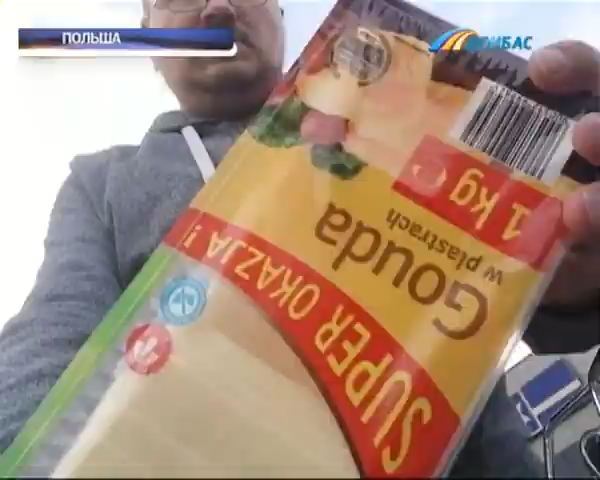 ПОЛЬША
ДОНБАС
1 kg e
Gouda
w plastrach
SUPER OKAZJA!